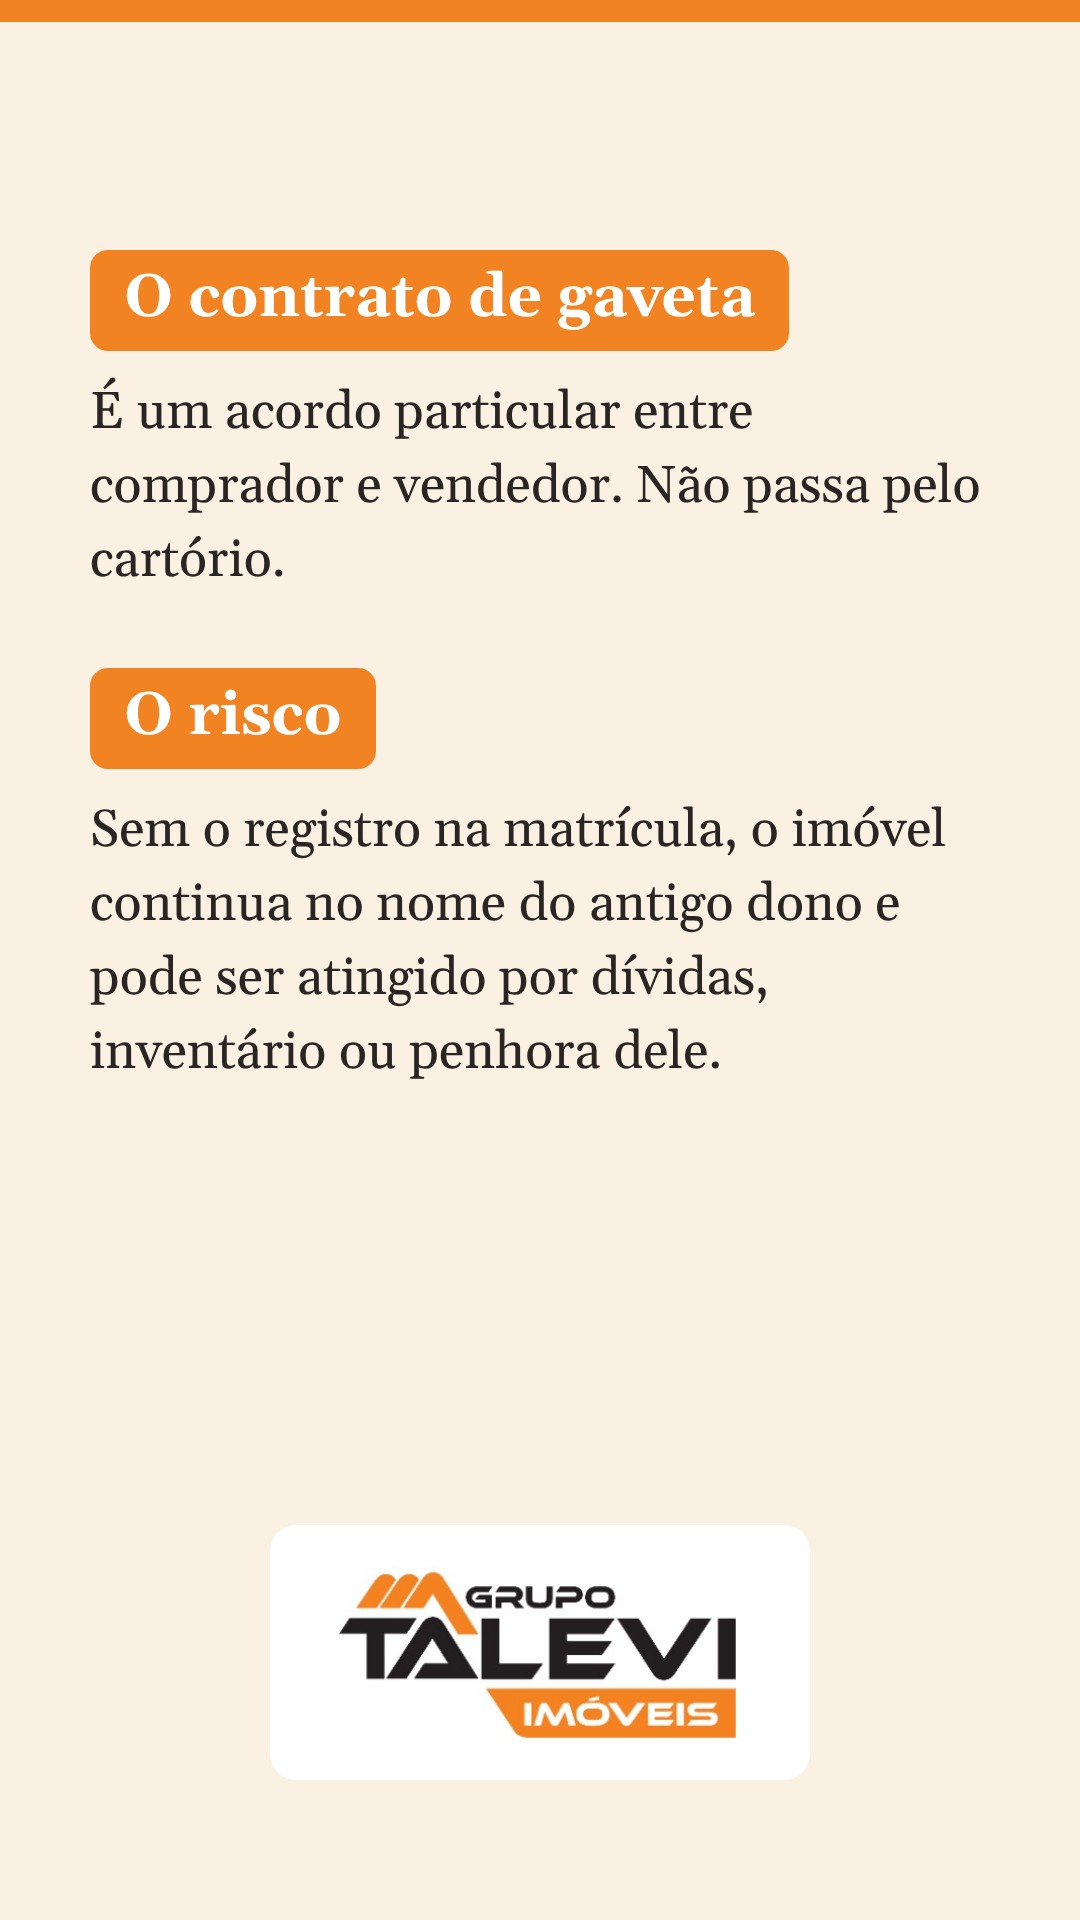 O contrato de gaveta
É um acordo particular entre
comprador e vendedor. Não passa pelo
cartório.
O risco
Sem o registro na matrícula, o imóvel
continua no nome do antigo dono e
pode ser atingido por dívidas,
inventário ou penhora dele.
GRUPO
TALEVI
IMÓVEIS